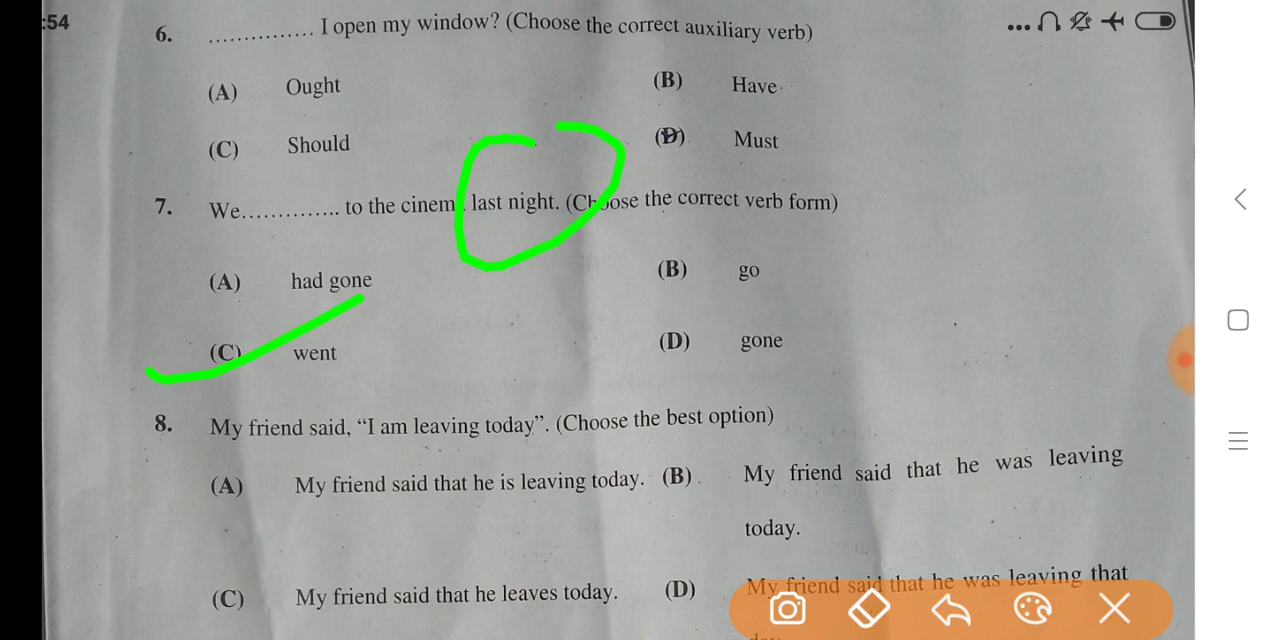 :54
6. ............... I open my window? (Choose the correct auxiliary verb)
(A) Ought (B) Have
(C) Should (D) Must
7. We.............. to the cinem last night. (Choose the correct verb form)
(A) had gone (B) go
(C) went (D) gone
8. My friend said, “I am leaving today”. (Choose the best option)
(A) My friend said that he is leaving today. (B) My friend said that he was leaving
today.
(C) My friend said that he leaves today. (D) My friend said that he was leaving that